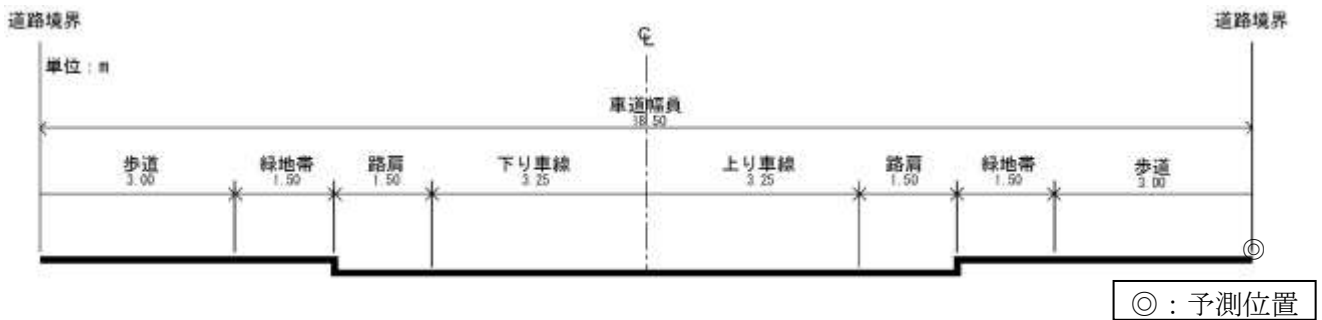 道路境界
道路境界
℄
単位：m
車道幅員
18.50
歩道
3.00
緑地帯
1.50
路肩
1.50
下り車線
3.25
上り車線
3.25
路肩
1.50
緑地帯
1.50
歩道
3.00
◎
◎：予測位置